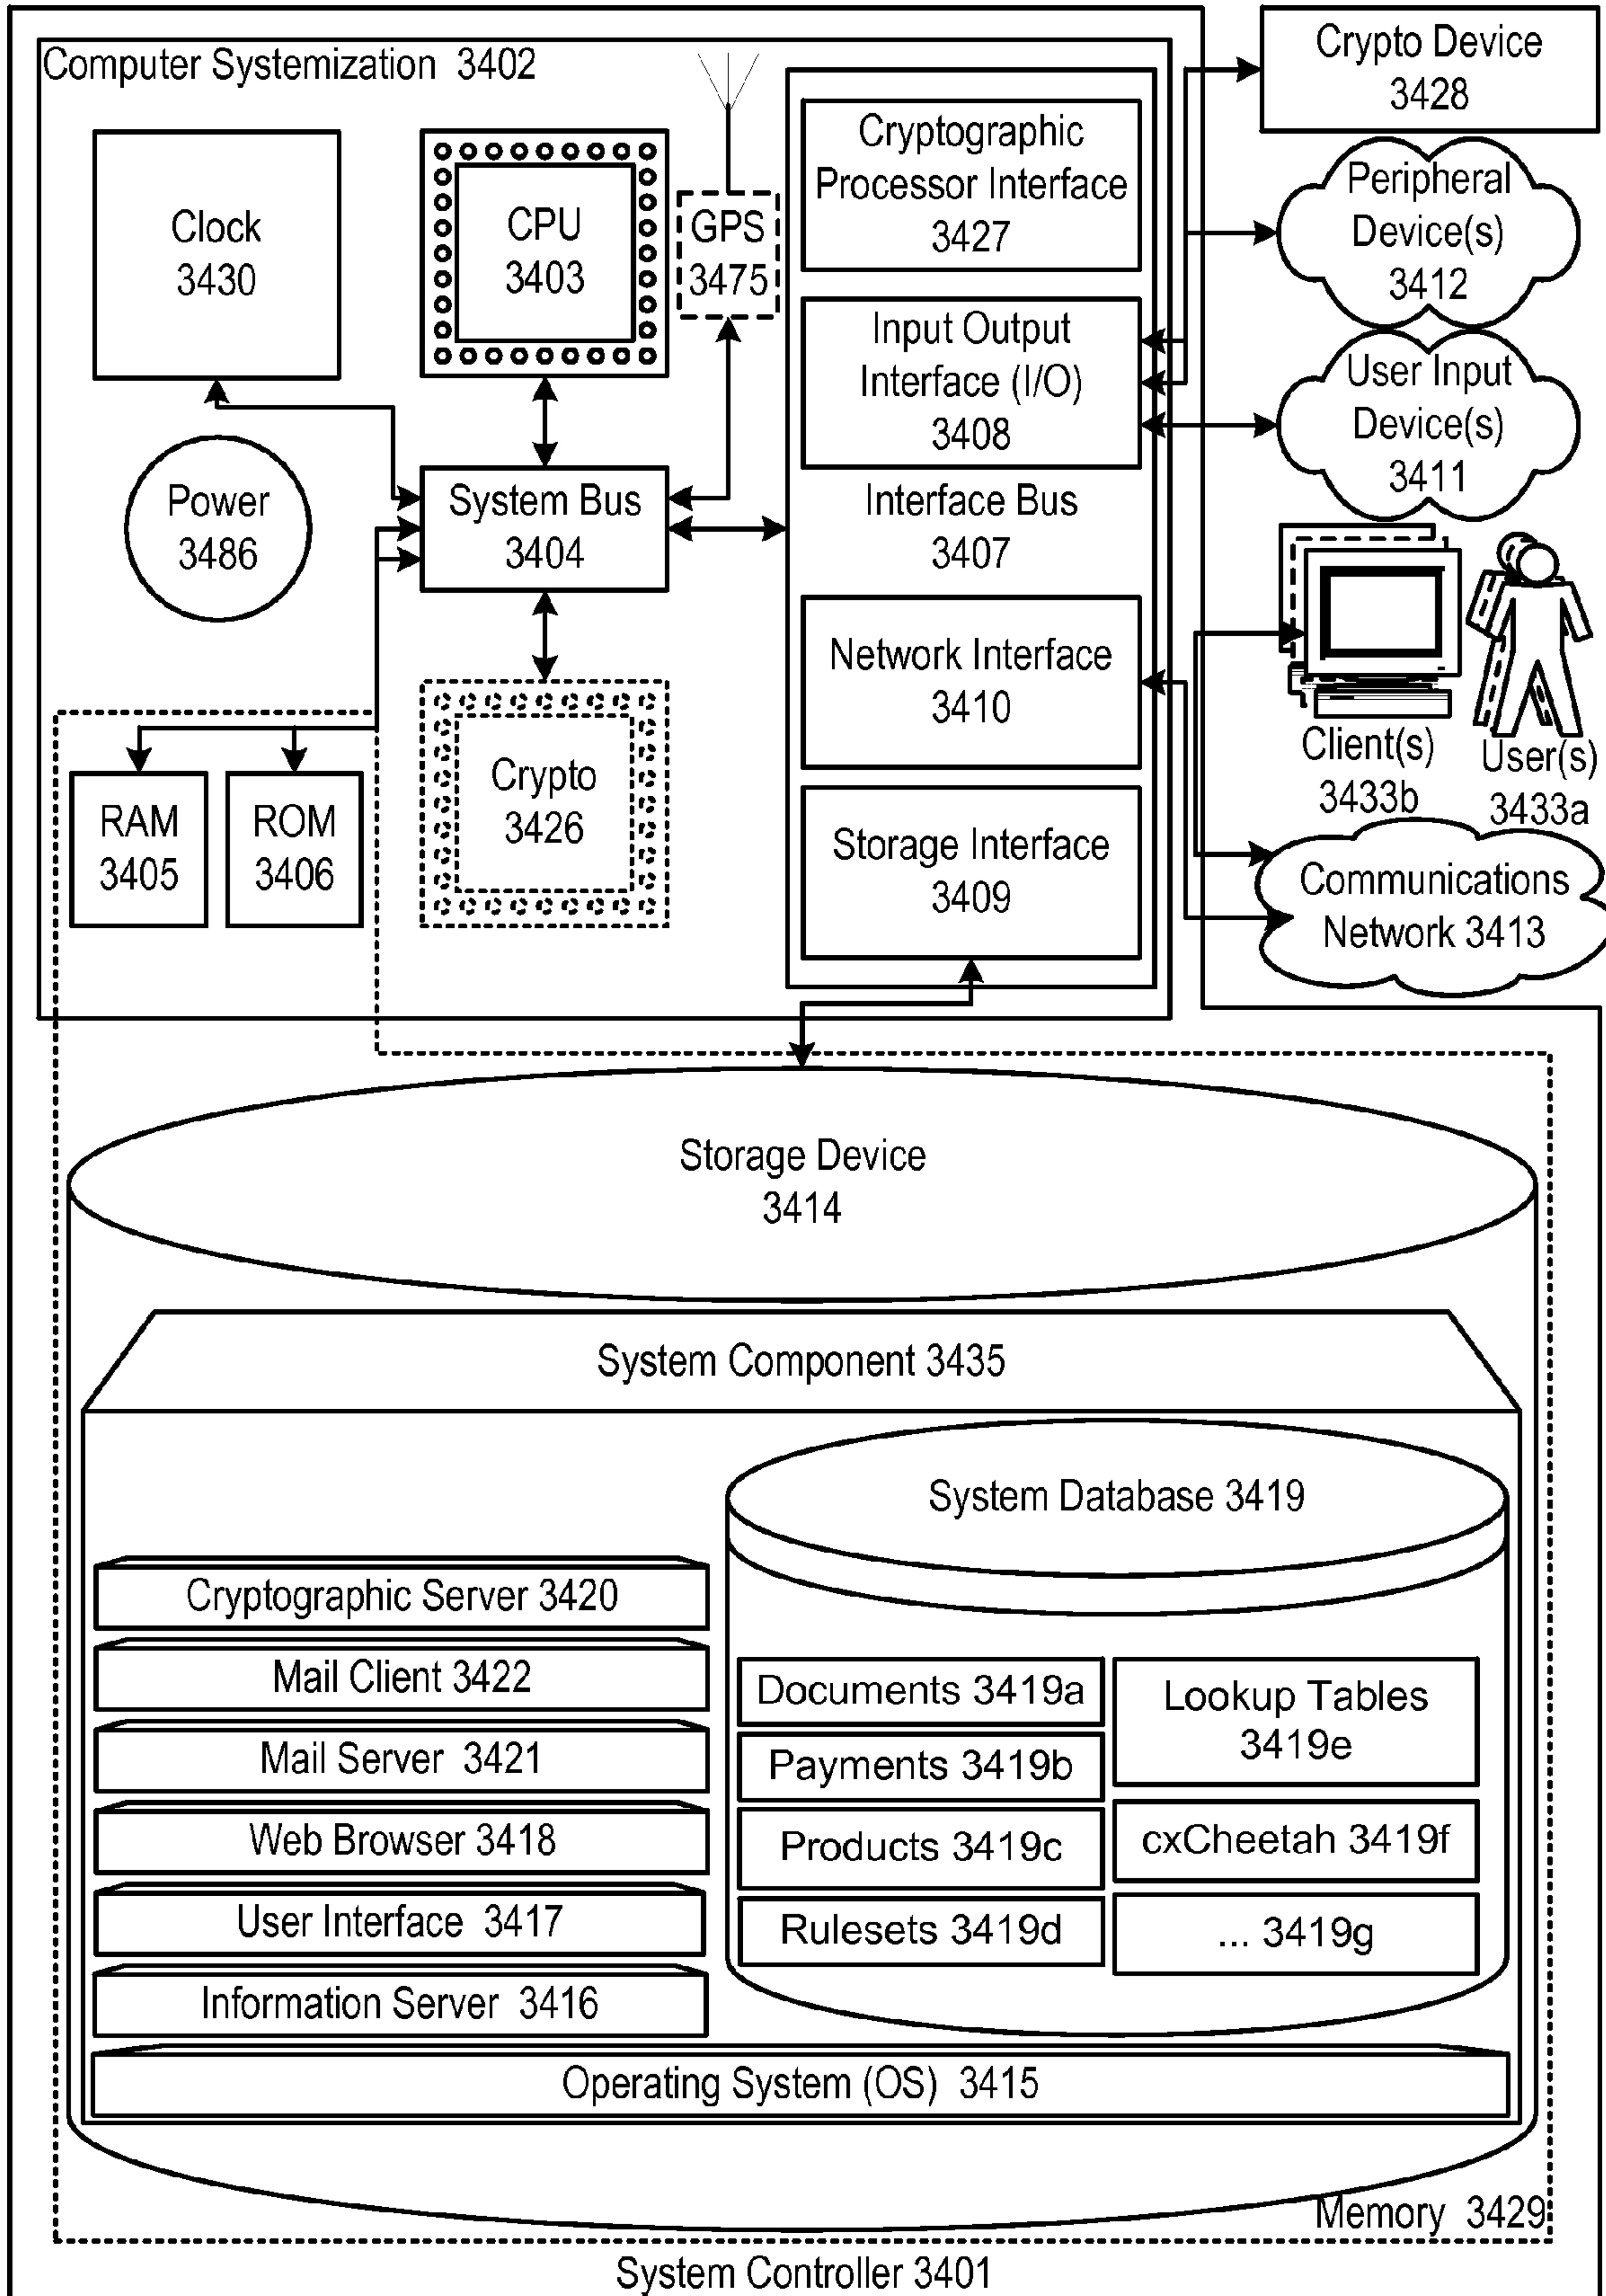 Computer Systemization 3402
Clock
3430
CPU
3403
GPS
3475
Power
3486
System Bus
3404
RAM
3405
ROM
3406
Crypto
3426
Cryptographic
Processor Interface
3427
Input Output
Interface (I/O)
3408
Interface Bus
3407
Network Interface
3410
Storage Interface
3409
Crypto Device
3428
Peripheral
Device(s)
3412
User Input
Device(s)
3411
Client(s)
3433b
User(s)
3433a
Communications
Network 3413
Storage Device
3414
System Component 3435
System Database 3419
Cryptographic Server 3420
Mail Client 3422
Mail Server 3421
Web Browser 3418
User Interface 3417
Information Server 3416
Documents 3419a
Payments 3419b
Products 3419c
Rulesets 3419d
Lookup Tables
3419e
cxCheetah 3419f
... 3419g
Operating System (OS) 3415
Memory 3429
System Controller 3401